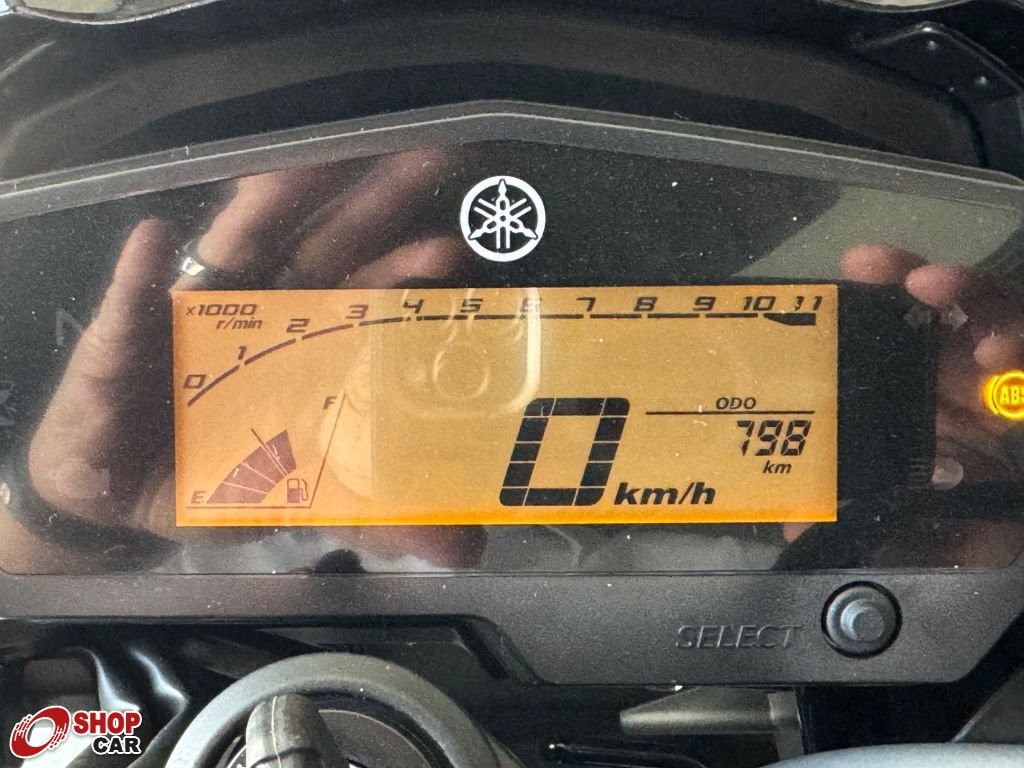 x1000
r/min
0 1 2 3 4 5 6 7 8 9 10 11
F
E
ODO
798
km
0 km/h
ABS
SELECT
SHOP
CAR